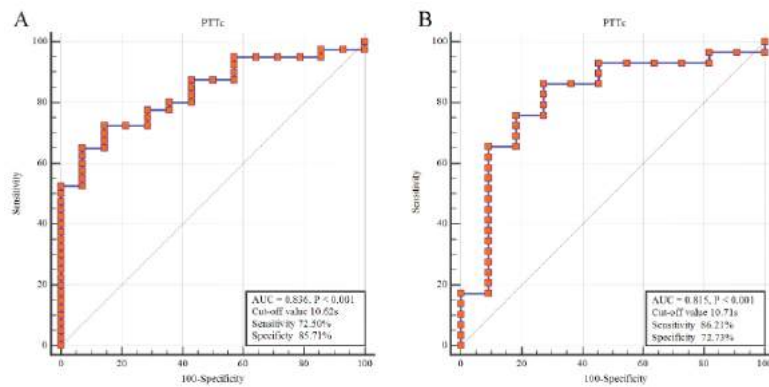 A
PTTc
100
80
60
40
20
0
Sensitivity
0 20 40 60 80 100
100-Specificity
AUC = 0.836, P < 0.001
Cut-off value 10.62s
Sensitivity 72.50%
Specificity 85.71%
B
PTTc
100
80
60
40
20
0
Sensitivity
0 20 40 60 80 100
100-Specificity
AUC = 0.815, P < 0.001
Cut-off value 10.71s
Sensitivity 86.21%
Specificity 72.73%